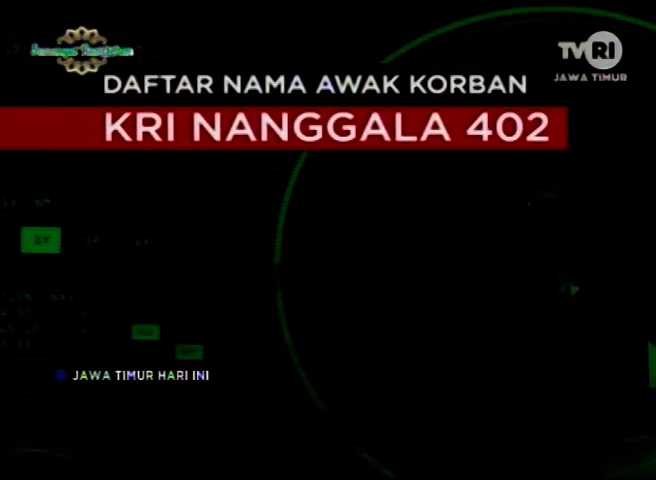 TVRI
JAWA TIMUR
DAFTAR NAMA AWAK KORBAN
KRI NANGGALA 402
JAWA TIMUR HARI INI